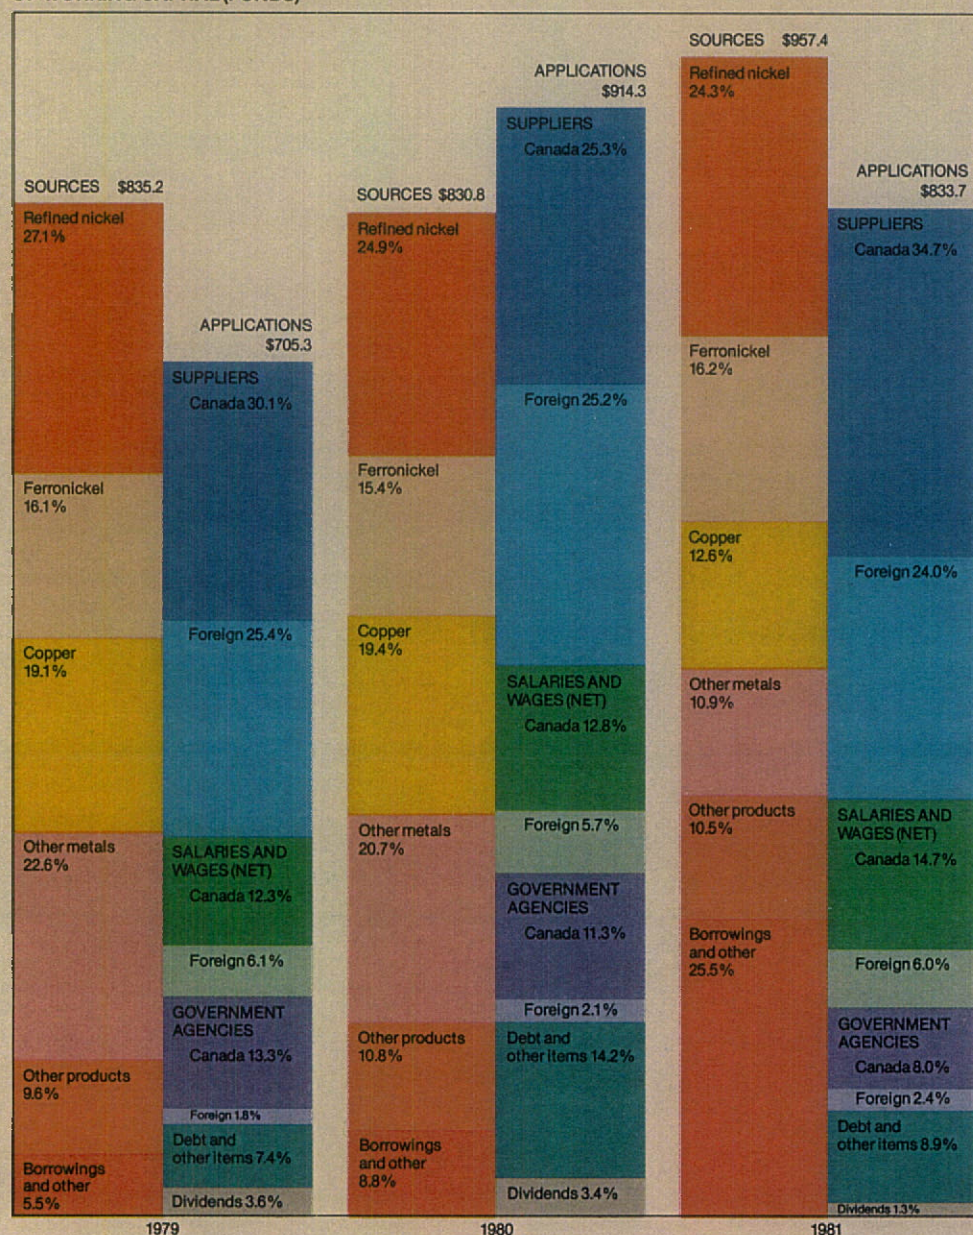 SOURCES $835.2
Refined nickel
27.1%
Ferronickel
16.1%
Copper
19.1%
Other metals
22.6%
Other products
9.6%
Borrowings
and other
5.5%
APPLICATIONS
$705.3
SUPPLIERS
Canada 30.1%
Foreign 25.4%
SALARIES AND
WAGES (NET)
Canada 12.3%
Foreign 6.1%
GOVERNMENT
AGENCIES
Canada 13.3%
Foreign 1.8%
Debt and
other items 7.4%
Dividends 3.6%
1979
SOURCES $830.8
Refined nickel
24.9%
Ferronickel
15.4%
Copper
19.4%
Other metals
20.7%
Other products
10.8%
Borrowings
and other
8.8%
APPLICATIONS
$914.3
SUPPLIERS
Canada 25.3%
Foreign 25.2%
SALARIES AND
WAGES (NET)
Canada 12.8%
Foreign 5.7%
GOVERNMENT
AGENCIES
Canada 11.3%
Foreign 2.1%
Debt and
other items 14.2%
Dividends 3.4%
1980
SOURCES $957.4
Refined nickel
24.3%
Ferronickel
16.2%
Copper
12.6%
Other metals
10.9%
Other products
10.5%
Borrowings
and other
25.5%
APPLICATIONS
$833.7
SUPPLIERS
Canada 34.7%
Foreign 24.0%
SALARIES AND
WAGES (NET)
Canada 14.7%
Foreign 6.0%
GOVERNMENT
AGENCIES
Canada 8.0%
Foreign 2.4%
Debt and
other items 8.9%
Dividends 1.3%
1981